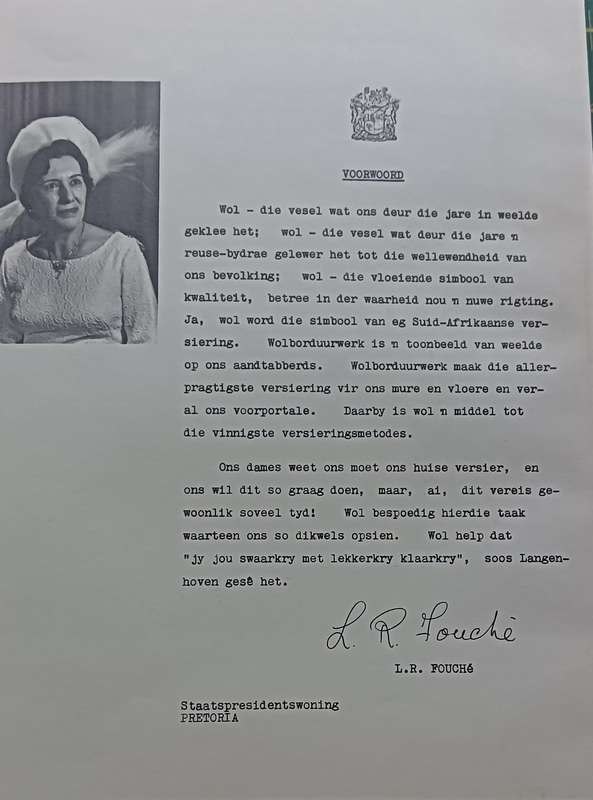 VOORWOORD
Wol - die vesel wat ons deur die jare in weelde
geklee het; wol - die vesel wat deur die jare 'n
reuse-bydrae gelewer het tot die wellewendheid van
ons bevolking; wol - die vloeiende simbool van
kwaliteit, betree in der waarheid nou 'n nuwe rigting.
Ja, wol word die simbool van eg Suid-Afrikaanse ver-
siering. Wolborduurwerk is 'n toonbeeld van weelde
op ons aandtabberds. Wolborduurwerk maak die aller-
pragtigste versiering vir ons mure en vloere en ver-
al ons voorportale. Daarby is wol 'n middel tot
die vinnigste versieringsmetodes.
Ons dames weet ons moet ons huise versier, en
ons wil dit so graag doen, maar, ai, dit vereis ge-
woonlik soveel tyd! Wol bespoedig hierdie taak
waarteen ons so dikwels opsien. Wol help dat
"jy jou swaarkry met lekkerkry klaarkry", soos Langen-
hoven gesê het.
L. R. Fouché
L.R. FOUCHé
Staatspresidentswoning
PRETORIA